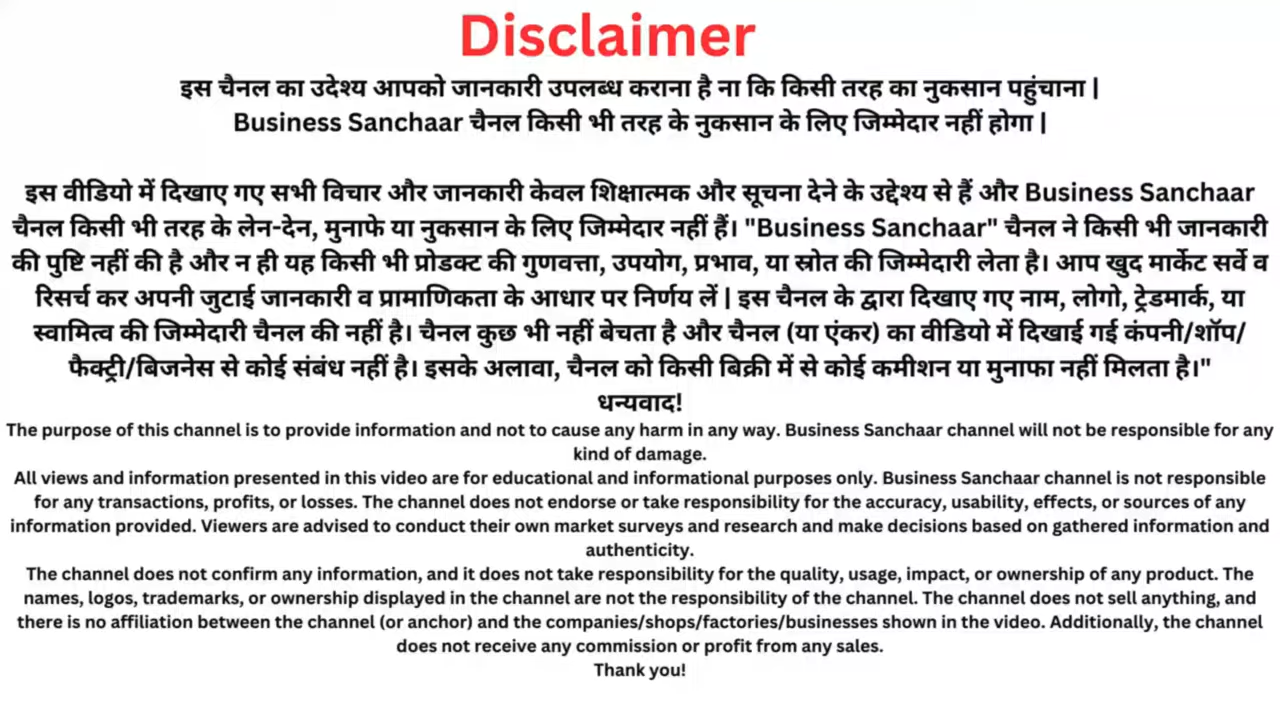 Disclaimer
इस चैनल का उदेश्य आपको जानकारी उपलब्ध कराना है ना कि किसी तरह का नुकसान पहुंचाना |
Business Sanchaar चैनल किसी भी तरह के नुकसान के लिए जिम्मेदार नहीं होगा |
इस वीडियो में दिखाए गए सभी विचार और जानकारी केवल शिक्षात्मक और सूचना देने के उद्देश्य से हैं और Business Sanchaar
चैनल किसी भी तरह के लेन-देन, मुनाफे या नुकसान के लिए जिम्मेदार नहीं हैं। "Business Sanchaar" चैनल ने किसी भी जानकारी
की पुष्टि नहीं की है और न ही यह किसी भी प्रोडक्ट की गुणवत्ता, उपयोग, प्रभाव, या स्रोत की जिम्मेदारी लेता है। आप खुद मार्केट सर्वे व
रिसर्च कर अपनी जुटाई जानकारी व प्रामाणिकता के आधार पर निर्णय लें | इस चैनल के द्वारा दिखाए गए नाम, लोगो, ट्रेडमार्क, या
स्वामित्व की जिम्मेदारी चैनल की नहीं है। चैनल कुछ भी नहीं बेचता है और चैनल (या एंकर) का वीडियो में दिखाई गई कंपनी/शॉप/
फैक्ट्री/बिजनेस से कोई संबंध नहीं है। इसके अलावा, चैनल को किसी बिक्री में से कोई कमीशन या मुनाफा नहीं मिलता है।"
धन्यवाद!
The purpose of this channel is to provide information and not to cause any harm in any way. Business Sanchaar channel will not be responsible for any
kind of damage.
All views and information presented in this video are for educational and informational purposes only. Business Sanchaar channel is not responsible
for any transactions, profits, or losses. The channel does not endorse or take responsibility for the accuracy, usability, effects, or sources of any
information provided. Viewers are advised to conduct their own market surveys and research and make decisions based on gathered information and
authenticity.
The channel does not confirm any information, and it does not take responsibility for the quality, usage, impact, or ownership of any product. The
names, logos, trademarks, or ownership displayed in the channel are not the responsibility of the channel. The channel does not sell anything, and
there is no affiliation between the channel (or anchor) and the companies/shops/factories/businesses shown in the video. Additionally, the channel
does not receive any commission or profit from any sales.
Thank you!